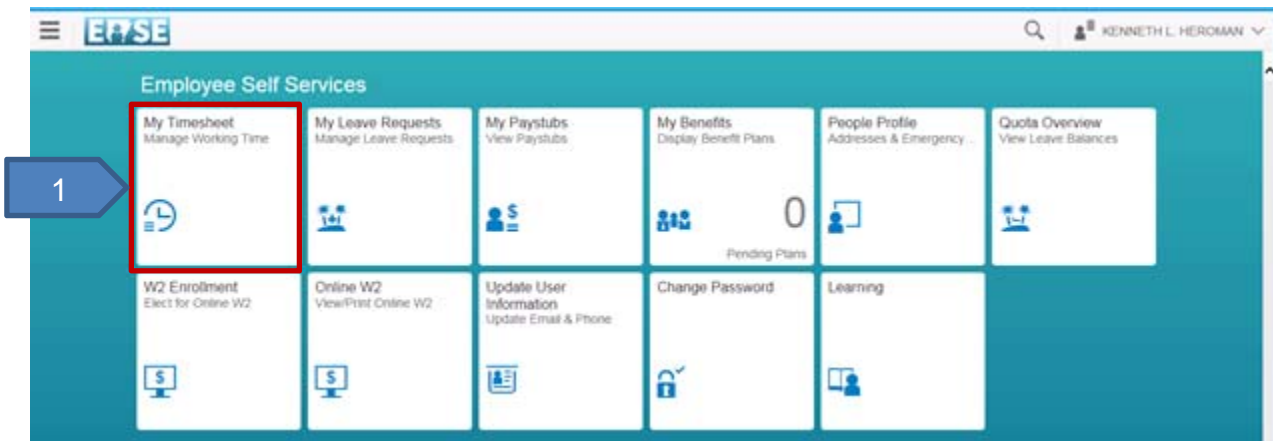 EASE
KENNETH L. HEROMAN
Employee Self Services
My Timesheet
Manage Working Time
My Leave Requests
Manage Leave Requests
My Paystubs
View Paystubs
My Benefits
Display Benefit Plans
0
Pending Plans
People Profile
Addresses & Emergency...
Quota Overview
View Leave Balances
1
W2 Enrollment
Elect for Online W2
Online W2
View/Print Online W2
Update User
Information
Update Email & Phone
Change Password
Learning